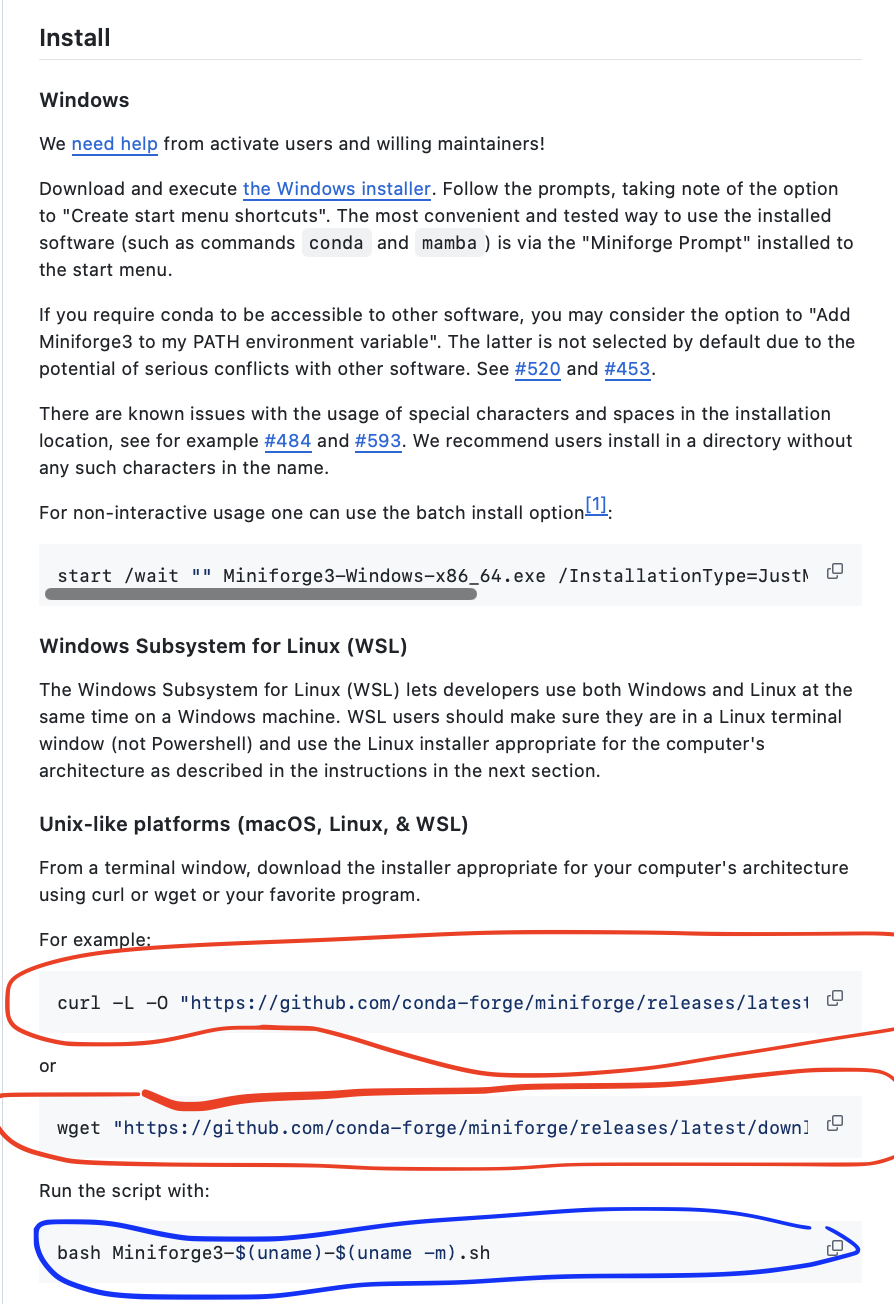 Install
Windows
We need help from activate users and willing maintainers!
Download and execute the Windows installer. Follow the prompts, taking note of the option
to "Create start menu shortcuts". The most convenient and tested way to use the installed
software (such as commands conda and mamba ) is via the "Miniforge Prompt" installed to
the start menu.
If you require conda to be accessible to other software, you may consider the option to "Add
Miniforge3 to my PATH environment variable". The latter is not selected by default due to the
potential of serious conflicts with other software. See #520 and #453.
There are known issues with the usage of special characters and spaces in the installation
location, see for example #484 and #593. We recommend users install in a directory without
any such characters in the name.
For non-interactive usage one can use the batch install option[1]:
start /wait "" Miniforge3-Windows-x86_64.exe /InstallationType=JustM
Windows Subsystem for Linux (WSL)
The Windows Subsystem for Linux (WSL) lets developers use both Windows and Linux at the
same time on a Windows machine. WSL users should make sure they are in a Linux terminal
window (not Powershell) and use the Linux installer appropriate for the computer's
architecture as described in the instructions in the next section.
Unix-like platforms (macOS, Linux, & WSL)
From a terminal window, download the installer appropriate for your computer's architecture
using curl or wget or your favorite program.
For example:
curl -L -O "https://github.com/conda-forge/miniforge/releases/latest
or
wget "https://github.com/conda-forge/miniforge/releases/latest/downl
Run the script with:
bash Miniforge3-$(uname)-$(uname -m).sh